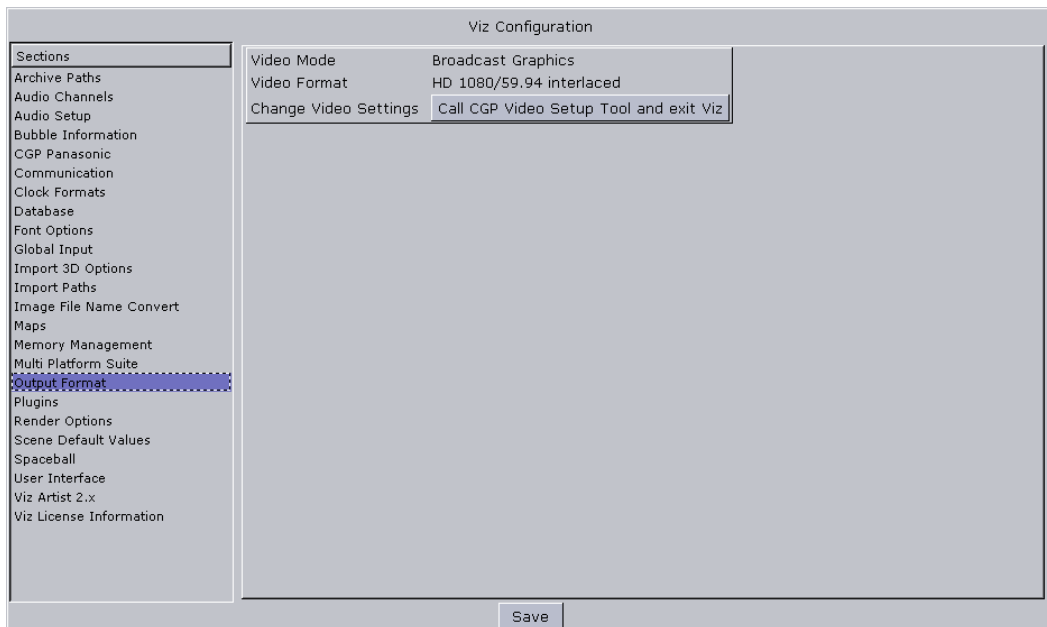 Viz Configuration
Sections
Archive Paths
Audio Channels
Audio Setup
Bubble Information
CGP Panasonic
Communication
Clock Formats
Database
Font Options
Global Input
Import 3D Options
Import Paths
Image File Name Convert
Maps
Memory Management
Multi Platform Suite
Output Format
Plugins
Render Options
Scene Default Values
Spaceball
User Interface
Viz Artist 2.x
Viz License Information
Video Mode Broadcast Graphics
Video Format HD 1080/59.94 interlaced
Change Video Settings Call CGP Video Setup Tool and exit Viz
Save